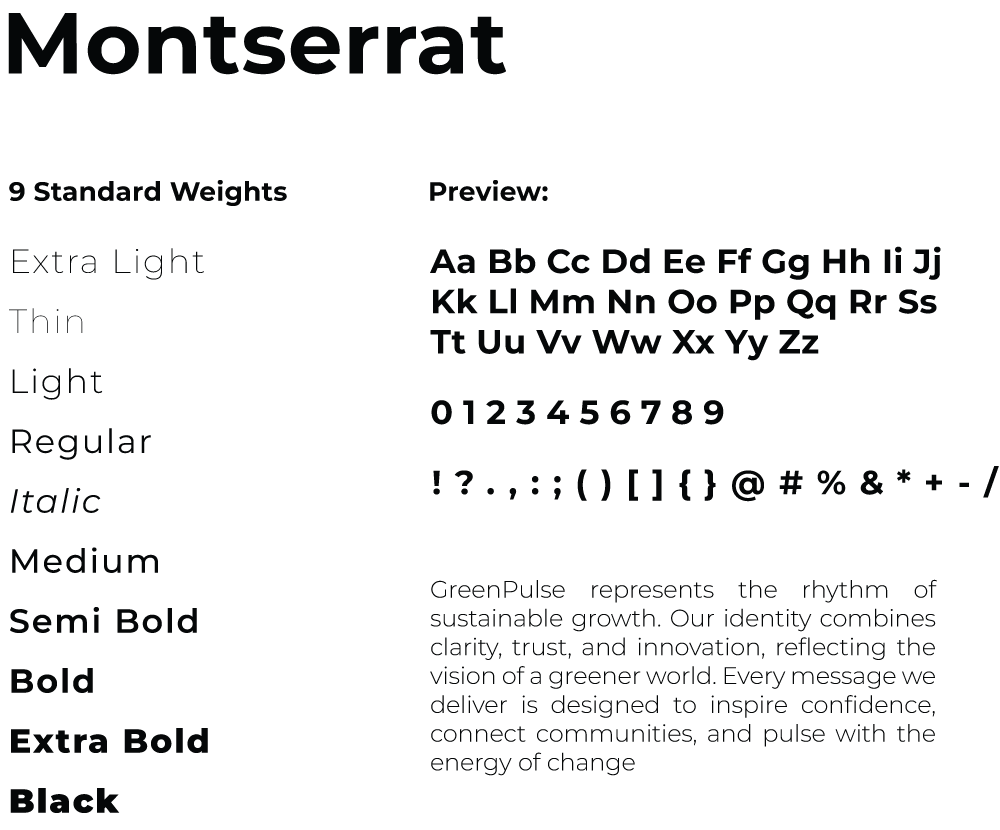 Montserrat
9 Standard Weights
Extra Light
Thin
Light
Regular
Italic
Medium
Semi Bold
Bold
Extra Bold
Black
Preview:
Aa Bb Cc Dd Ee Ff Gg Hh Ii Jj
Kk Ll Mm Nn Oo Pp Qq Rr Ss
Tt Uu Vv Ww Xx Yy Zz
0 1 2 3 4 5 6 7 8 9
! ? . , : ; ( ) [ ] { } @ # % & * + - /
GreenPulse represents the rhythm of
sustainable growth. Our identity combines
clarity, trust, and innovation, reflecting the
vision of a greener world. Every message we
deliver is designed to inspire confidence,
connect communities, and pulse with the
energy of change